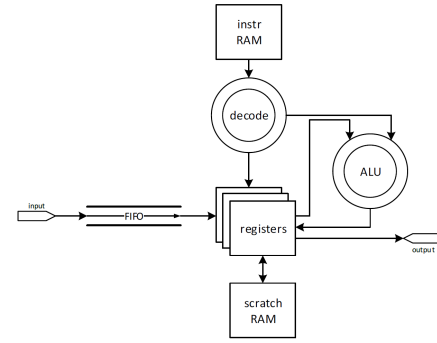 instr
RAM
decode
ALU
input
FIFO
registers
output
scratch
RAM